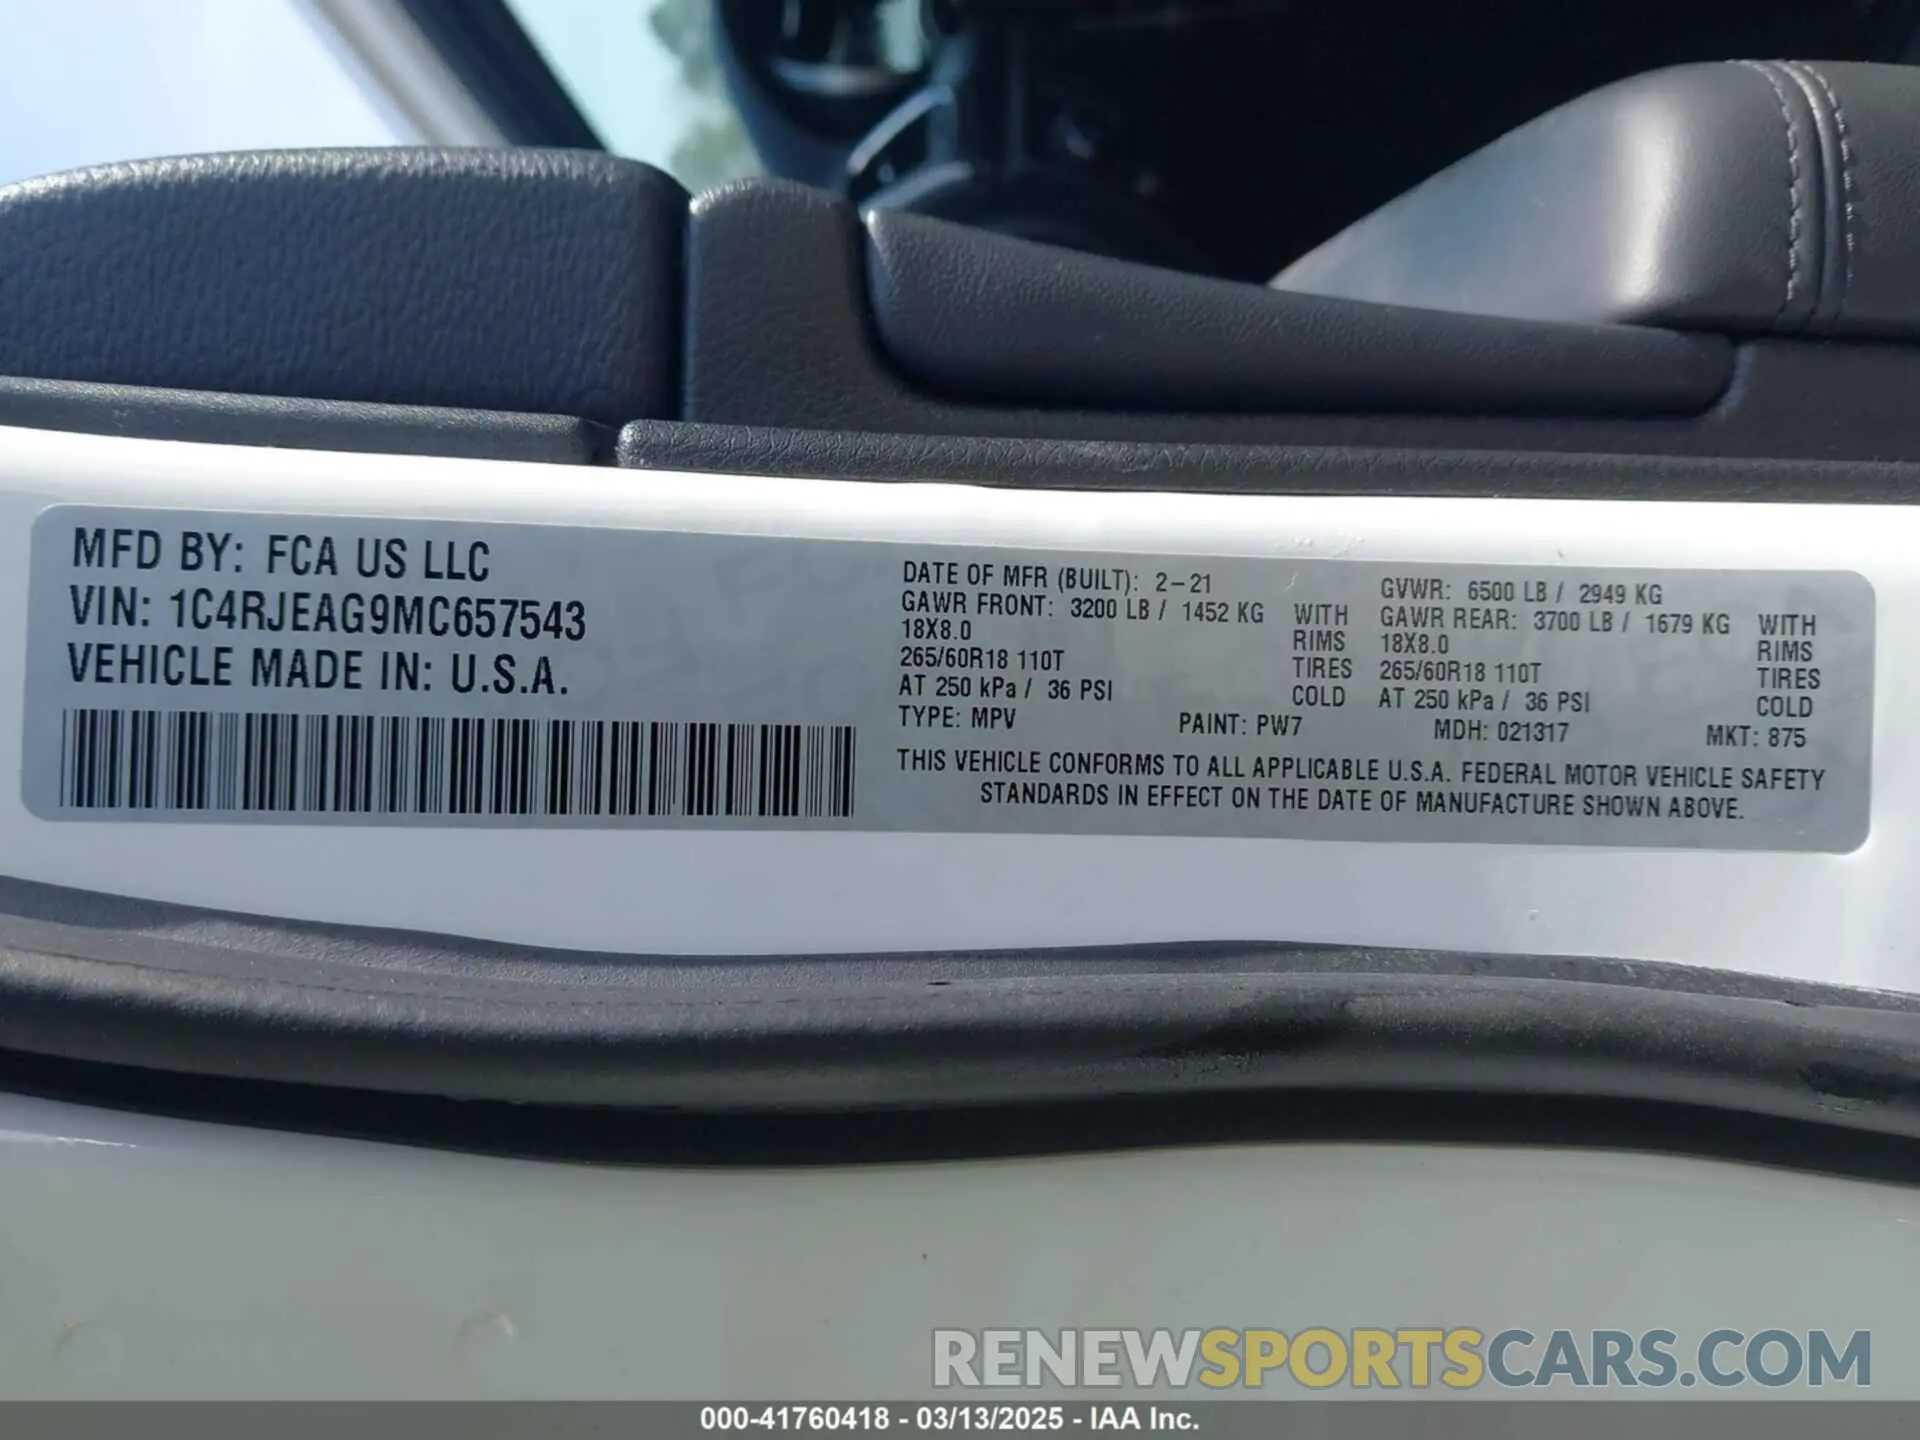 MFD BY: FCA US LLC
VIN: 1C4RJEAG9MC657543
VEHICLE MADE IN: U.S.A.
DATE OF MFR (BUILT): 2-21 GVWR: 6500 LB / 2949 KG
GAWR FRONT: 3200 LB / 1452 KG WITH GAWR REAR: 3700 LB / 1679 KG WITH
18X8.0 RIMS 18X8.0 RIMS
265/60R18 110T TIRES 265/60R18 110T TIRES
AT 250 kPa / 36 PSI COLD AT 250 kPa / 36 PSI COLD
TYPE: MPV PAINT: PW7 MDH: 021317 MKT: 875
THIS VEHICLE CONFORMS TO ALL APPLICABLE U.S.A. FEDERAL MOTOR VEHICLE SAFETY
STANDARDS IN EFFECT ON THE DATE OF MANUFACTURE SHOWN ABOVE.
RENEWSPORTSCARS.COM
000-41760418 - 03/13/2025 - IAA Inc.